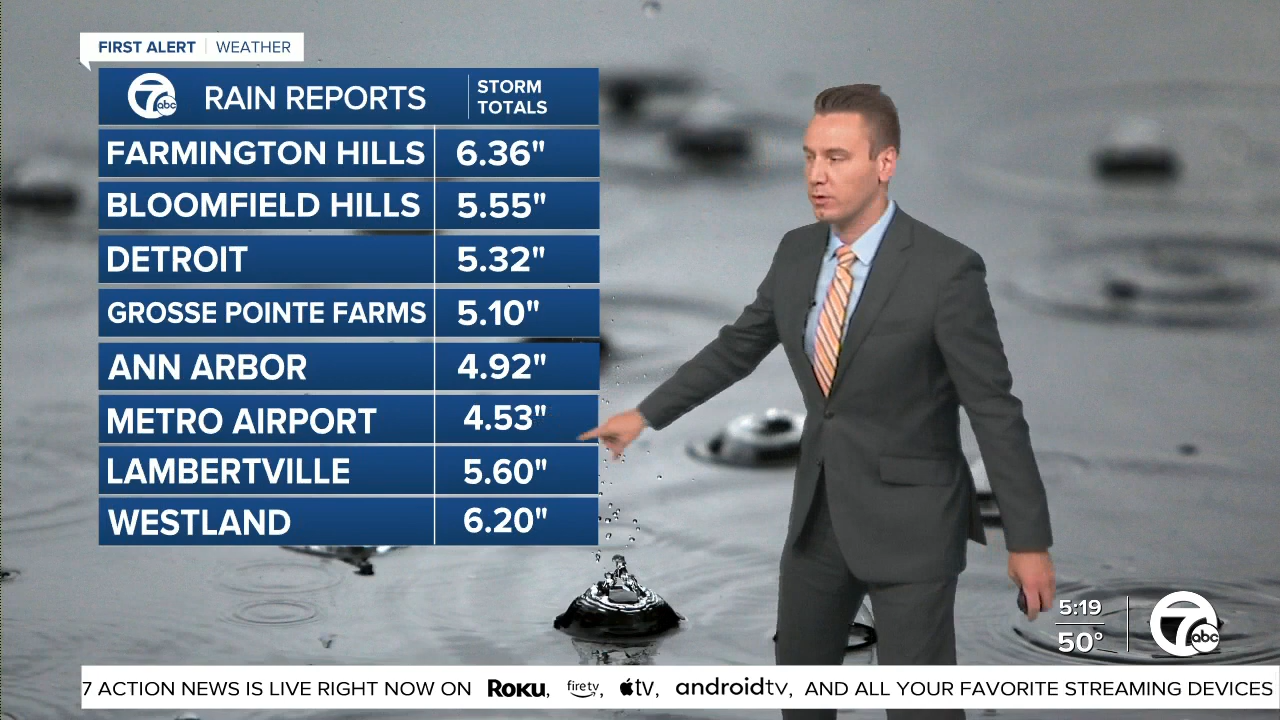 FIRST ALERT | WEATHER
7abc RAIN REPORTS
STORM
TOTALS
FARMINGTON HILLS 6.36"
BLOOMFIELD HILLS 5.55"
DETROIT 5.32"
GROSSE POINTE FARMS 5.10"
ANN ARBOR 4.92"
METRO AIRPORT 4.53"
LAMBERTVILLE 5.60"
WESTLAND 6.20"
5:19
50°
7abc
7 ACTION NEWS IS LIVE RIGHT NOW ON Roku, fire tv, tv, androidtv, AND ALL YOUR FAVORITE STREAMING DEVICES